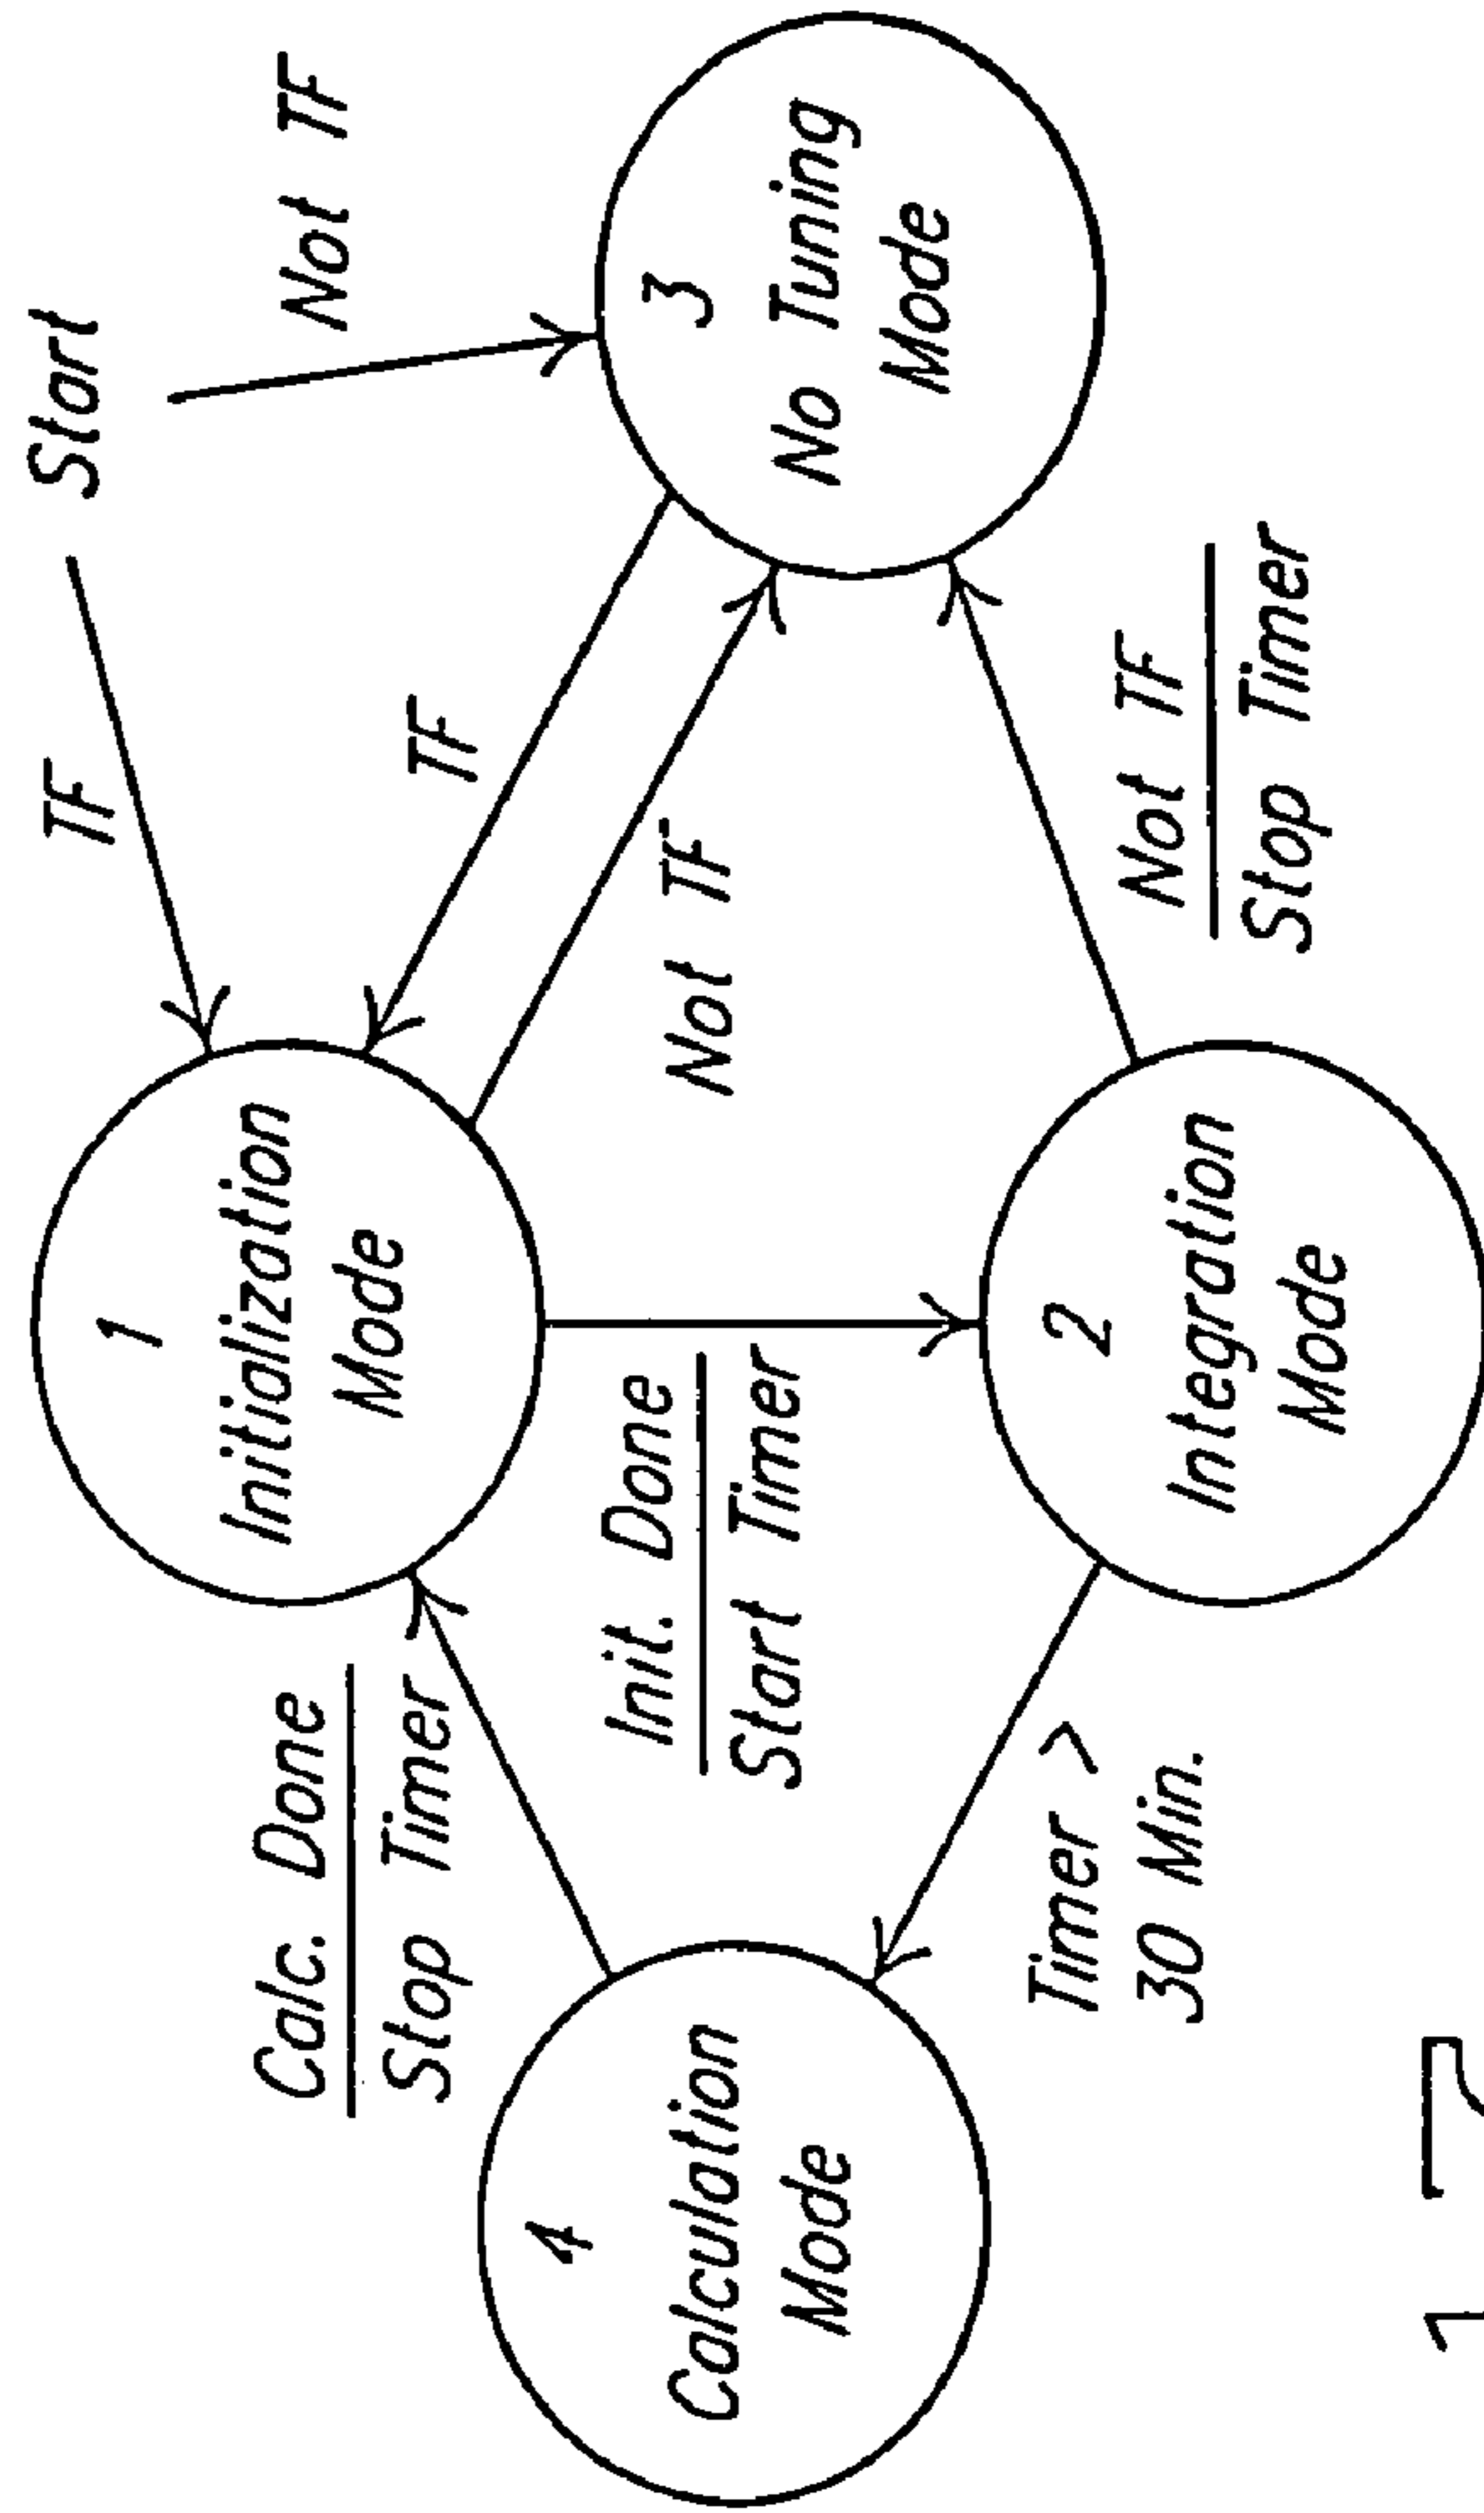 Start
TF
Not TF
1
Initialization
Mode
TF
Not TF
3
No Tuning
Mode
Calc. Done
Stop Timer
Init. Done
Start Timer
4
Calculation
Mode
2
Integration
Mode
Timer >
30 Min.
Not TF
Stop Timer